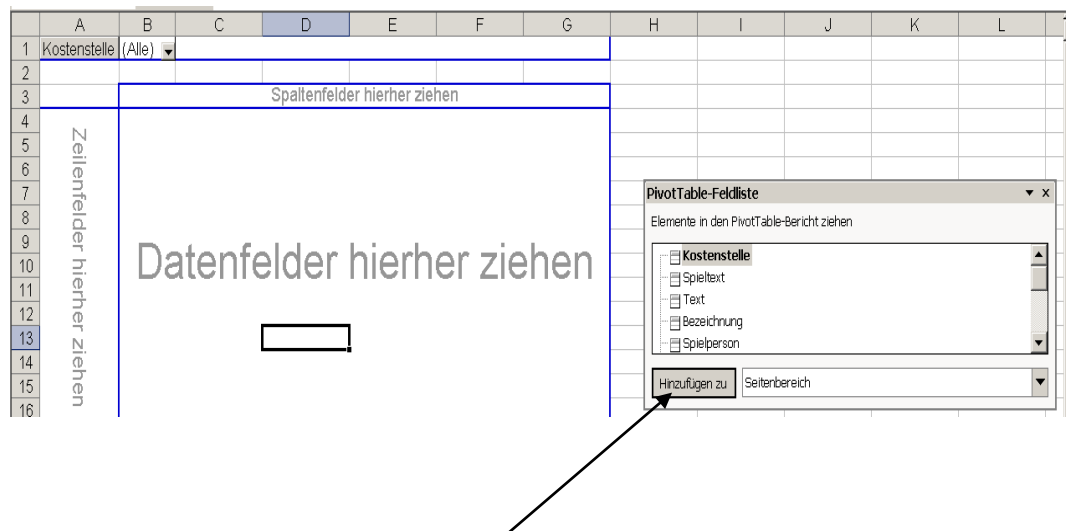 A B C D E F G H I J K L
1 Kostenstelle (Alle)
2
3 Spaltenfelder hierher ziehen
4
5
6
7
8
9
10
11
12
13
14
15
16
Zeilenfelder hierher ziehen
Datenfelder hierher ziehen
PivotTable-Feldliste
Elemente in den PivotTable-Bericht ziehen
Kostenstelle
Spieltext
Text
Bezeichnung
Spielperson
Hinzufügen zu Seitenbereich